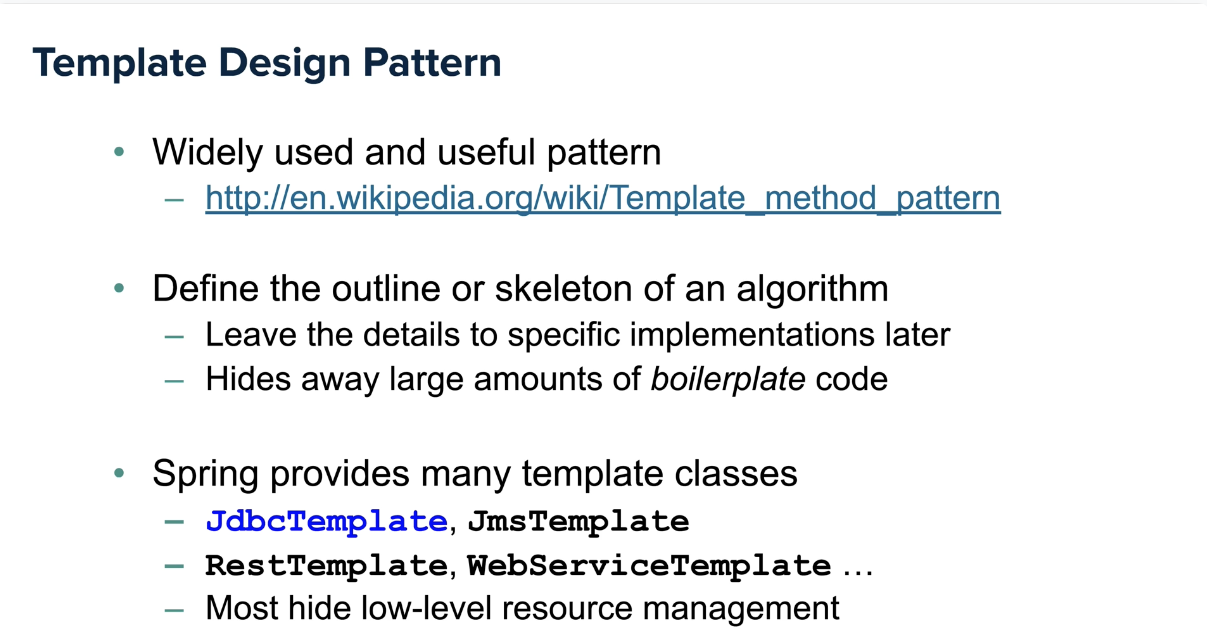 Template Design Pattern
• Widely used and useful pattern
– http://en.wikipedia.org/wiki/Template_method_pattern
• Define the outline or skeleton of an algorithm
– Leave the details to specific implementations later
– Hides away large amounts of boilerplate code
• Spring provides many template classes
– JdbcTemplate, JmsTemplate
– RestTemplate, WebServiceTemplate …
– Most hide low-level resource management